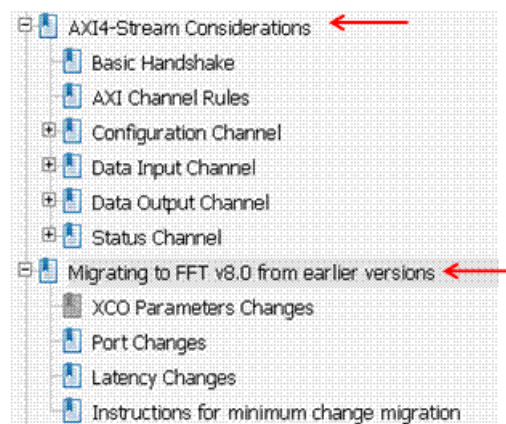 AXI4-Stream Considerations
Basic Handshake
AXI Channel Rules
Configuration Channel
Data Input Channel
Data Output Channel
Status Channel
Migrating to FFT v8.0 from earlier versions
XCO Parameters Changes
Port Changes
Latency Changes
Instructions for minimum change migration